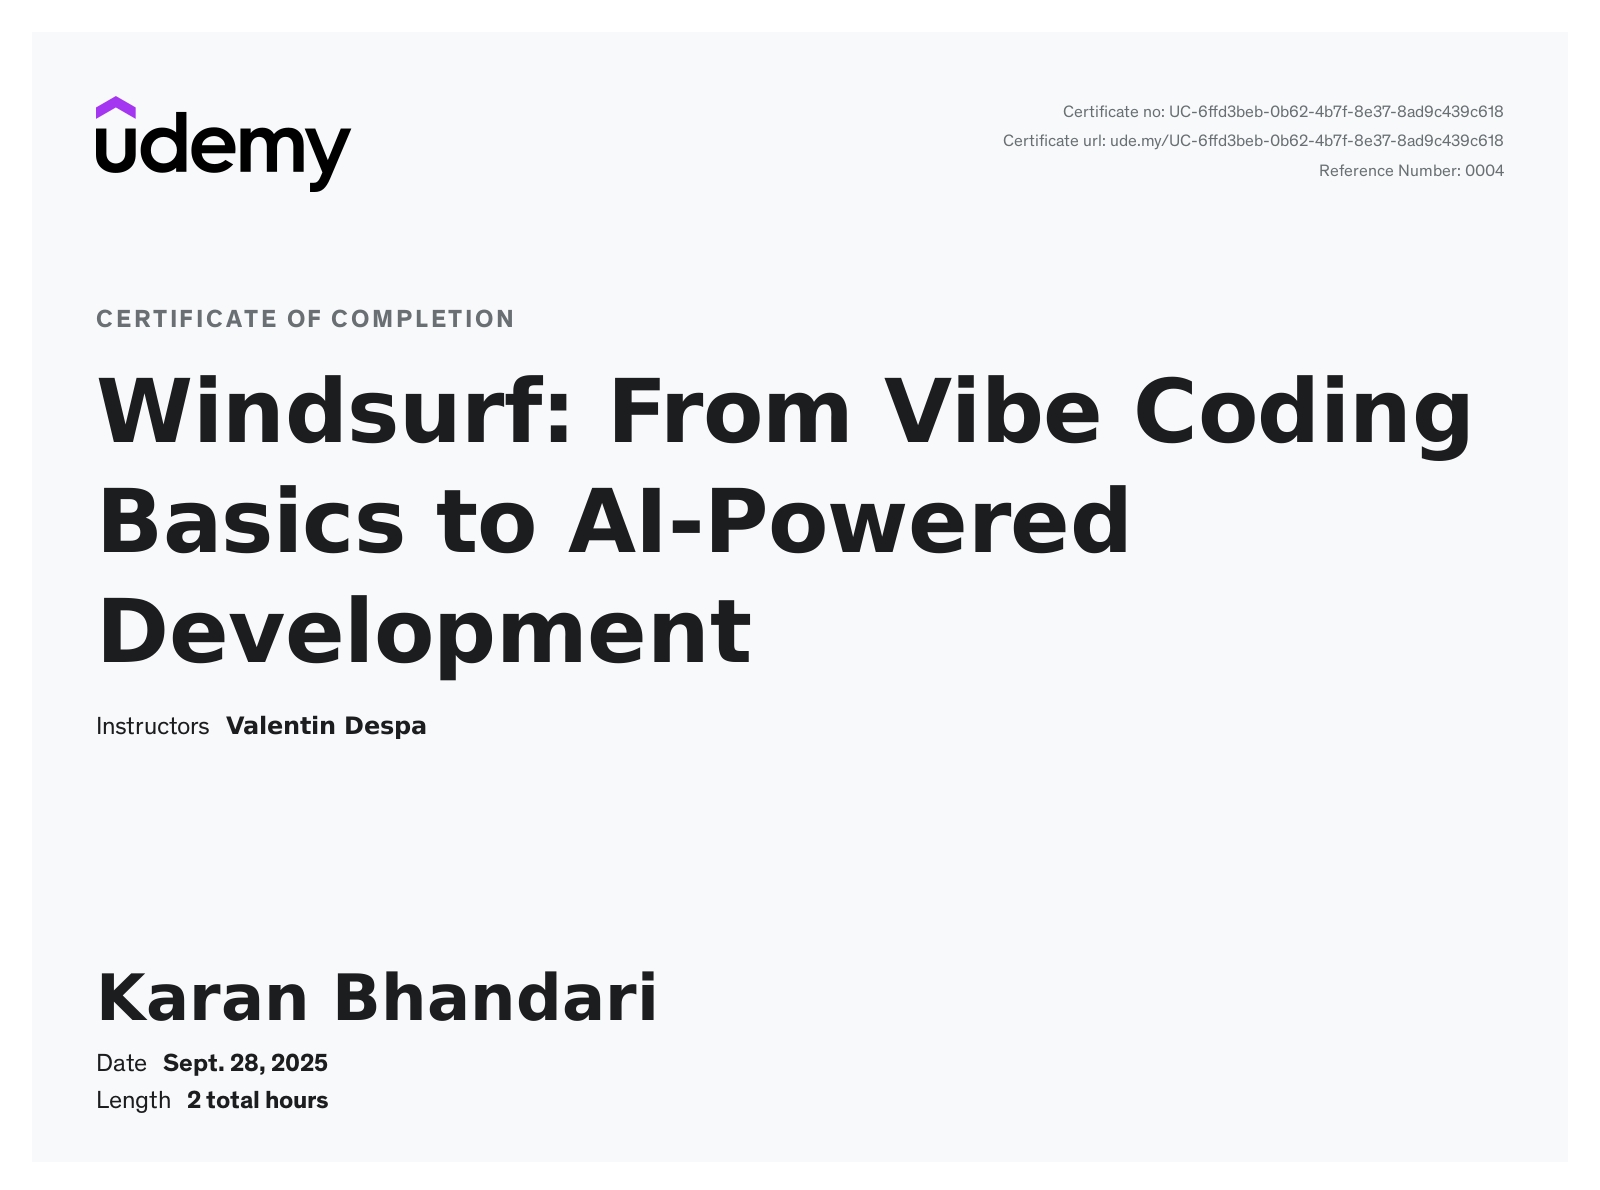 udemy
Certificate no: UC-6ffd3beb-0b62-4b7f-8e37-8ad9c439c618
Certificate url: ude.my/UC-6ffd3beb-0b62-4b7f-8e37-8ad9c439c618
Reference Number: 0004
CERTIFICATE OF COMPLETION
Windsurf: From Vibe Coding
Basics to AI-Powered
Development
Instructors Valentin Despa
Karan Bhandari
Date Sept. 28, 2025
Length 2 total hours